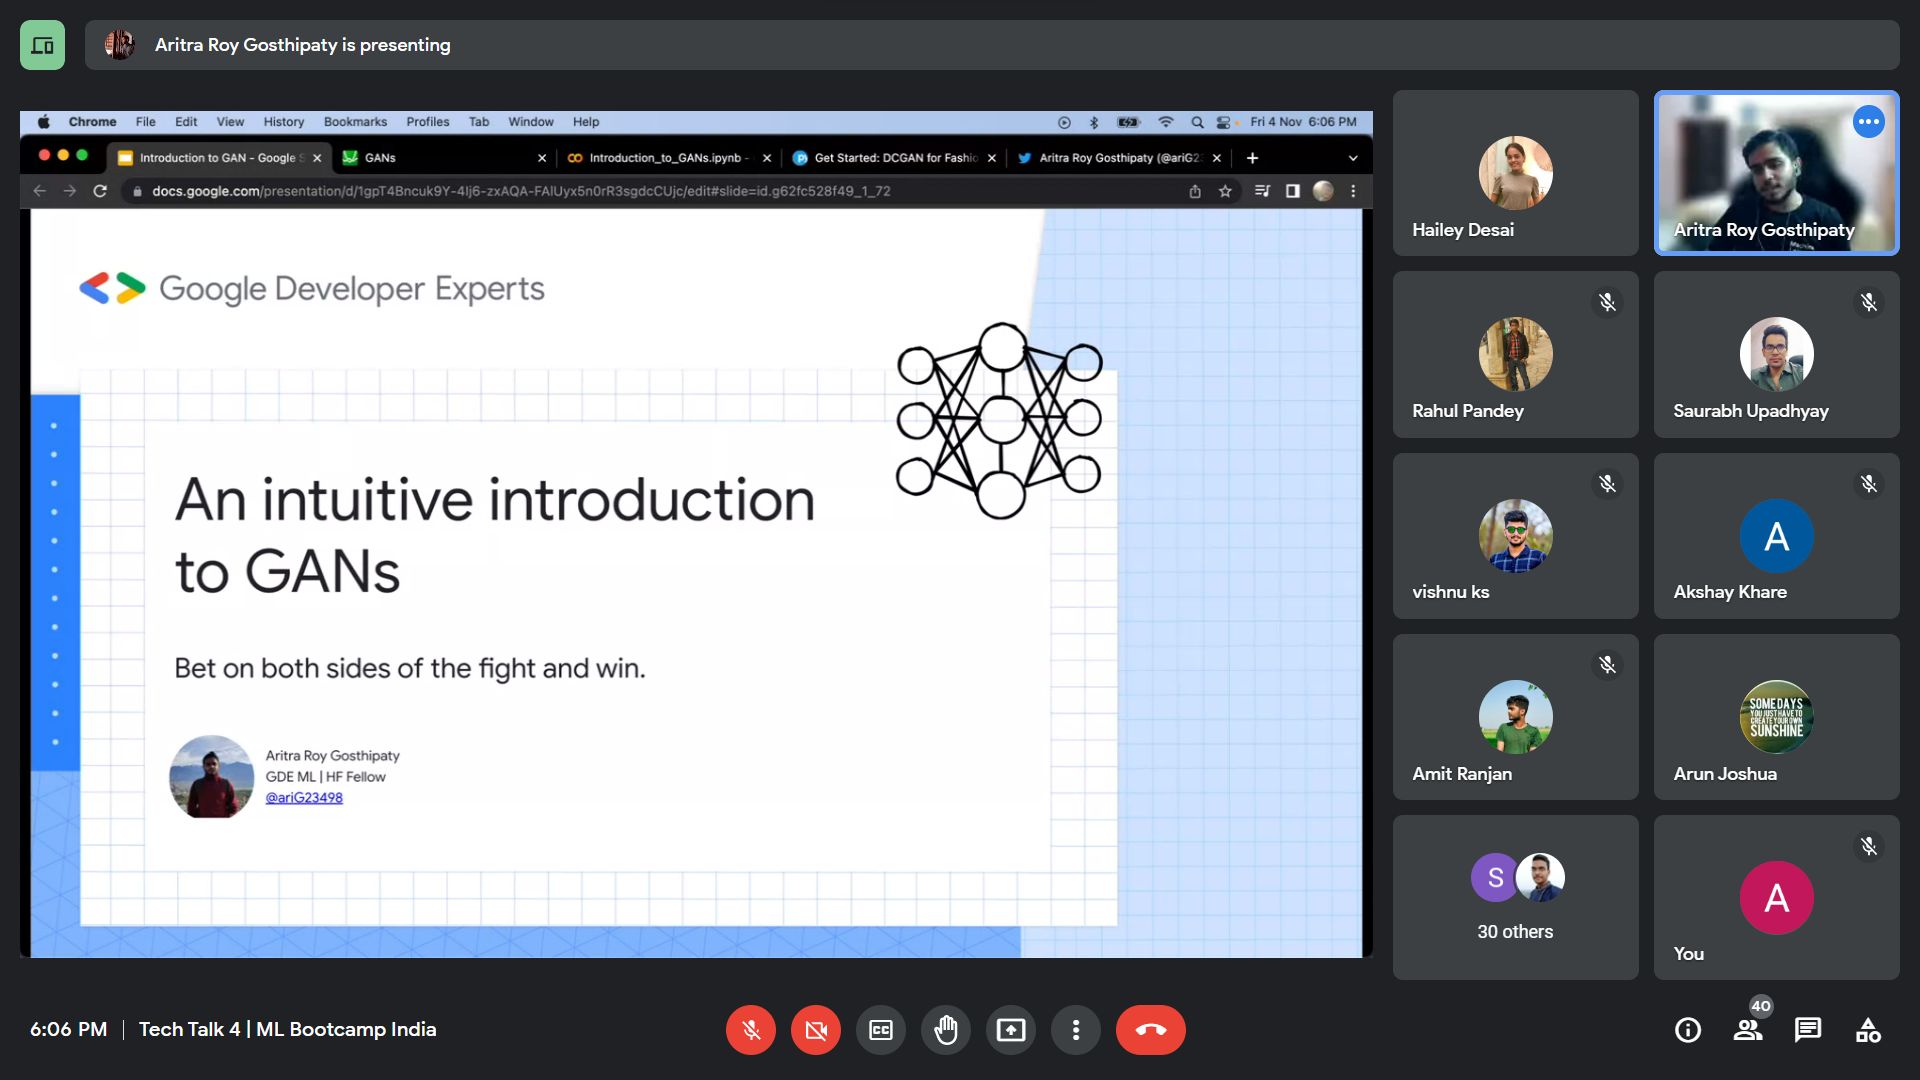 Aritra Roy Gosthipaty is presenting
Chrome File Edit View History Bookmarks Profiles Tab Window Help
Fri 4 Nov 6:06 PM
Introduction to GAN - Google S
GANs
Introduction_to_GANs.ipynb -
Get Started: DCGAN for Fashio
Aritra Roy Gosthipaty (@ariG23
docs.google.com/presentation/d/1gpT4Bncuk9Y-4lj6-zxAQA-FAlUyx5n0rR3sgdcCUjc/edit#slide=id.g62fc528f49_1_72
Google Developer Experts
An intuitive introduction
to GANs
Bet on both sides of the fight and win.
Aritra Roy Gosthipaty
GDE ML | HF Fellow
@ariG23498
Hailey Desai
Aritra Roy Gosthipaty
Rahul Pandey
Saurabh Upadhyay
vishnu ks
A
Akshay Khare
Amit Ranjan
SOME DAYS
YOU JUST HAVE TO
CREATE YOUR OWN
SUNSHINE
Arun Joshua
S
30 others
A
You
6:06 PM | Tech Talk 4 | ML Bootcamp India
CC
40